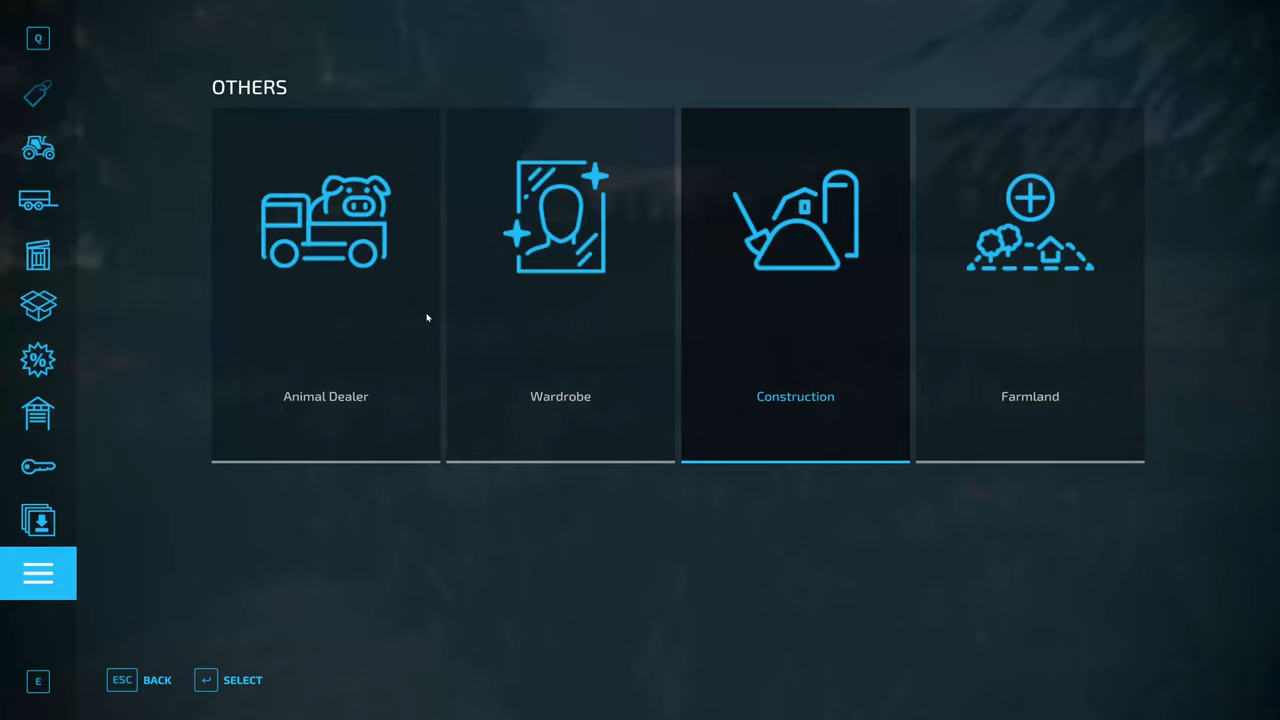 Q
OTHERS
Animal Dealer
Wardrobe
Construction
Farmland
%
E
ESC BACK
SELECT